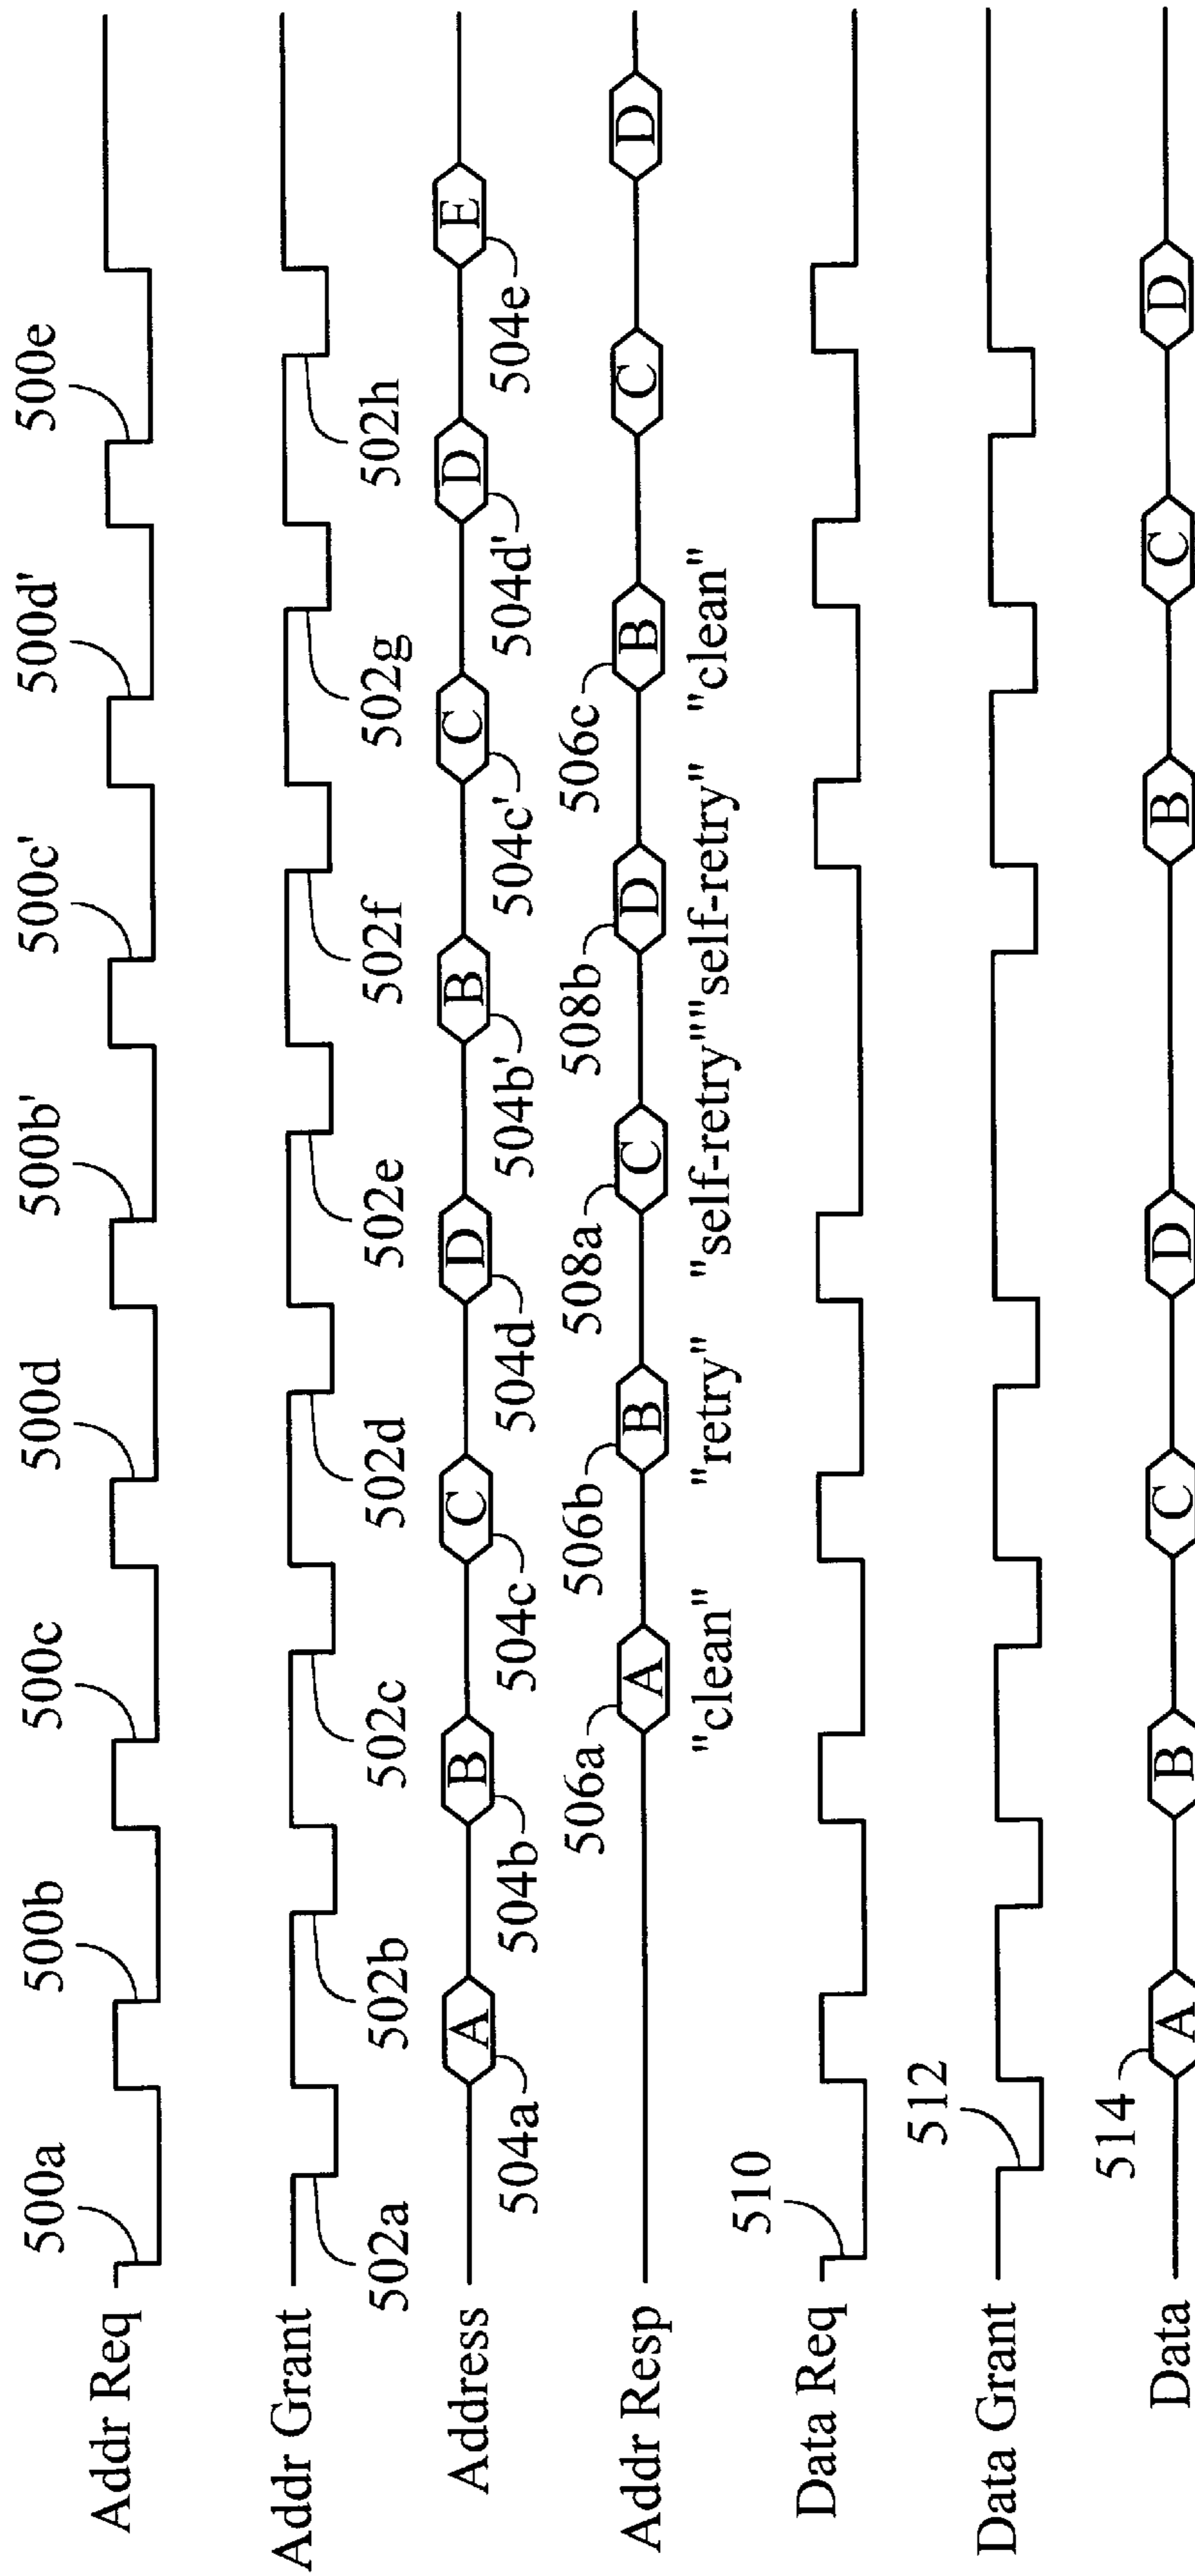 500a 500b 500c 500d 500b' 500c' 500d' 500e
Addr Req
Addr Grant
502a 502b 502c 502d 502e 502f 502g 502h
Address A B C D B C D E
504a 504b 504c 504d 504b' 504c' 504d' 504e
506a 506b 508a 508b 506c
Addr Resp A B C D B C D
"clean" "retry" "self-retry" "self-retry" "clean"
510
Data Req
512
Data Grant
514
Data A B C D B C D